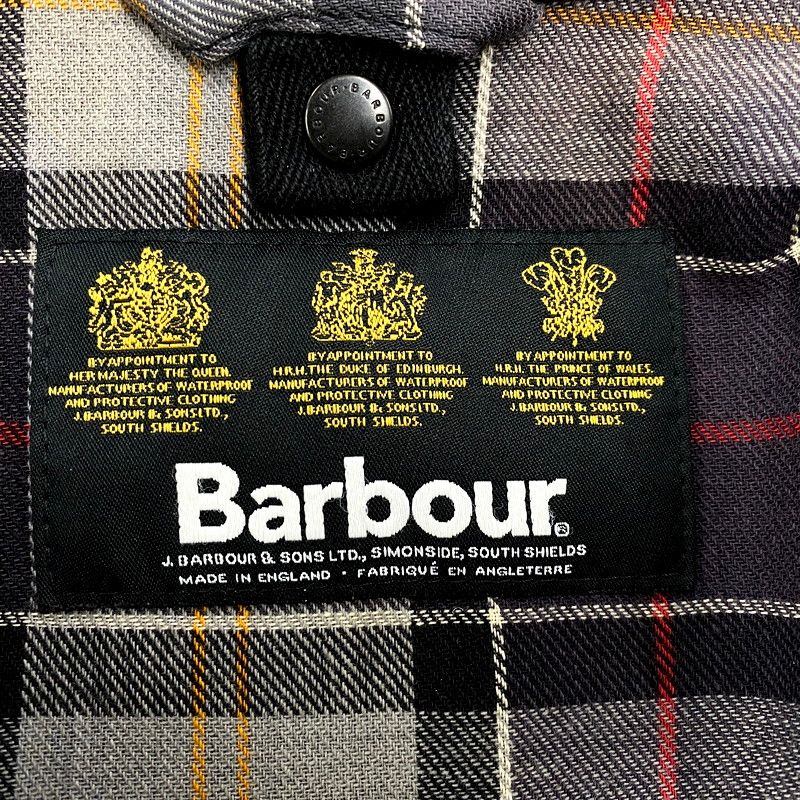 BARBOUR · BARBOUR
BY APPOINTMENT TO
HER MAJESTY THE QUEEN.
MANUFACTURERS OF WATERPROOF
AND PROTECTIVE CLOTHING
J.BARBOUR & SONS LTD.,
SOUTH SHIELDS.
BY APPOINTMENT TO
H.R.H. THE DUKE OF EDINBURGH.
MANUFACTURERS OF WATERPROOF
AND PROTECTIVE CLOTHING
J.BARBOUR & SONS LTD.,
SOUTH SHIELDS.
BY APPOINTMENT TO
H.R.H. THE PRINCE OF WALES.
MANUFACTURERS OF WATERPROOF
AND PROTECTIVE CLOTHING
J.BARBOUR & SONS LTD.,
SOUTH SHIELDS.
Barbour®
J. BARBOUR & SONS LTD., SIMONSIDE, SOUTH SHIELDS
MADE IN ENGLAND · FABRIQUÉ EN ANGLETERRE